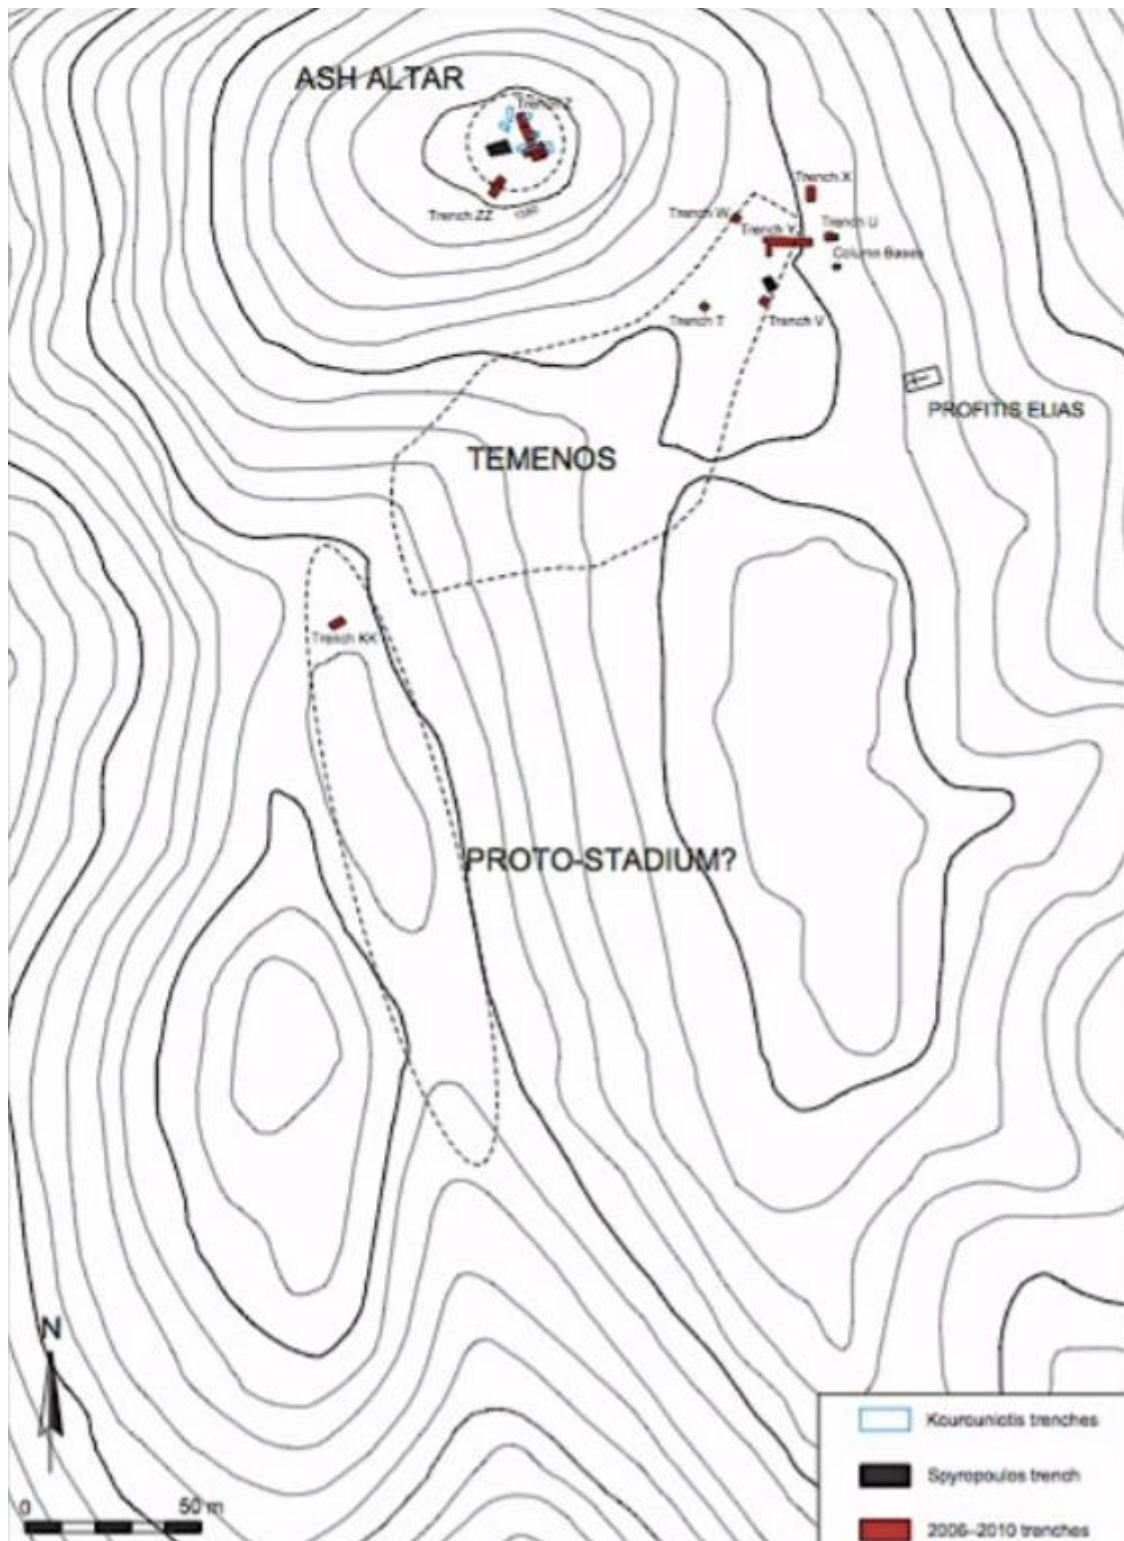 ASH ALTAR
Trench Z
Trench ZZ
Trench X
Trench W
Trench U
Trench Y
Column Bases
Trench T
Trench V
PROFITIS ELIAS
TEMENOS
Trench KK
PROTO-STADIUM?
N
0 50 m
Kourouniotis trenches
Spyropoulos trench
2006–2010 trenches